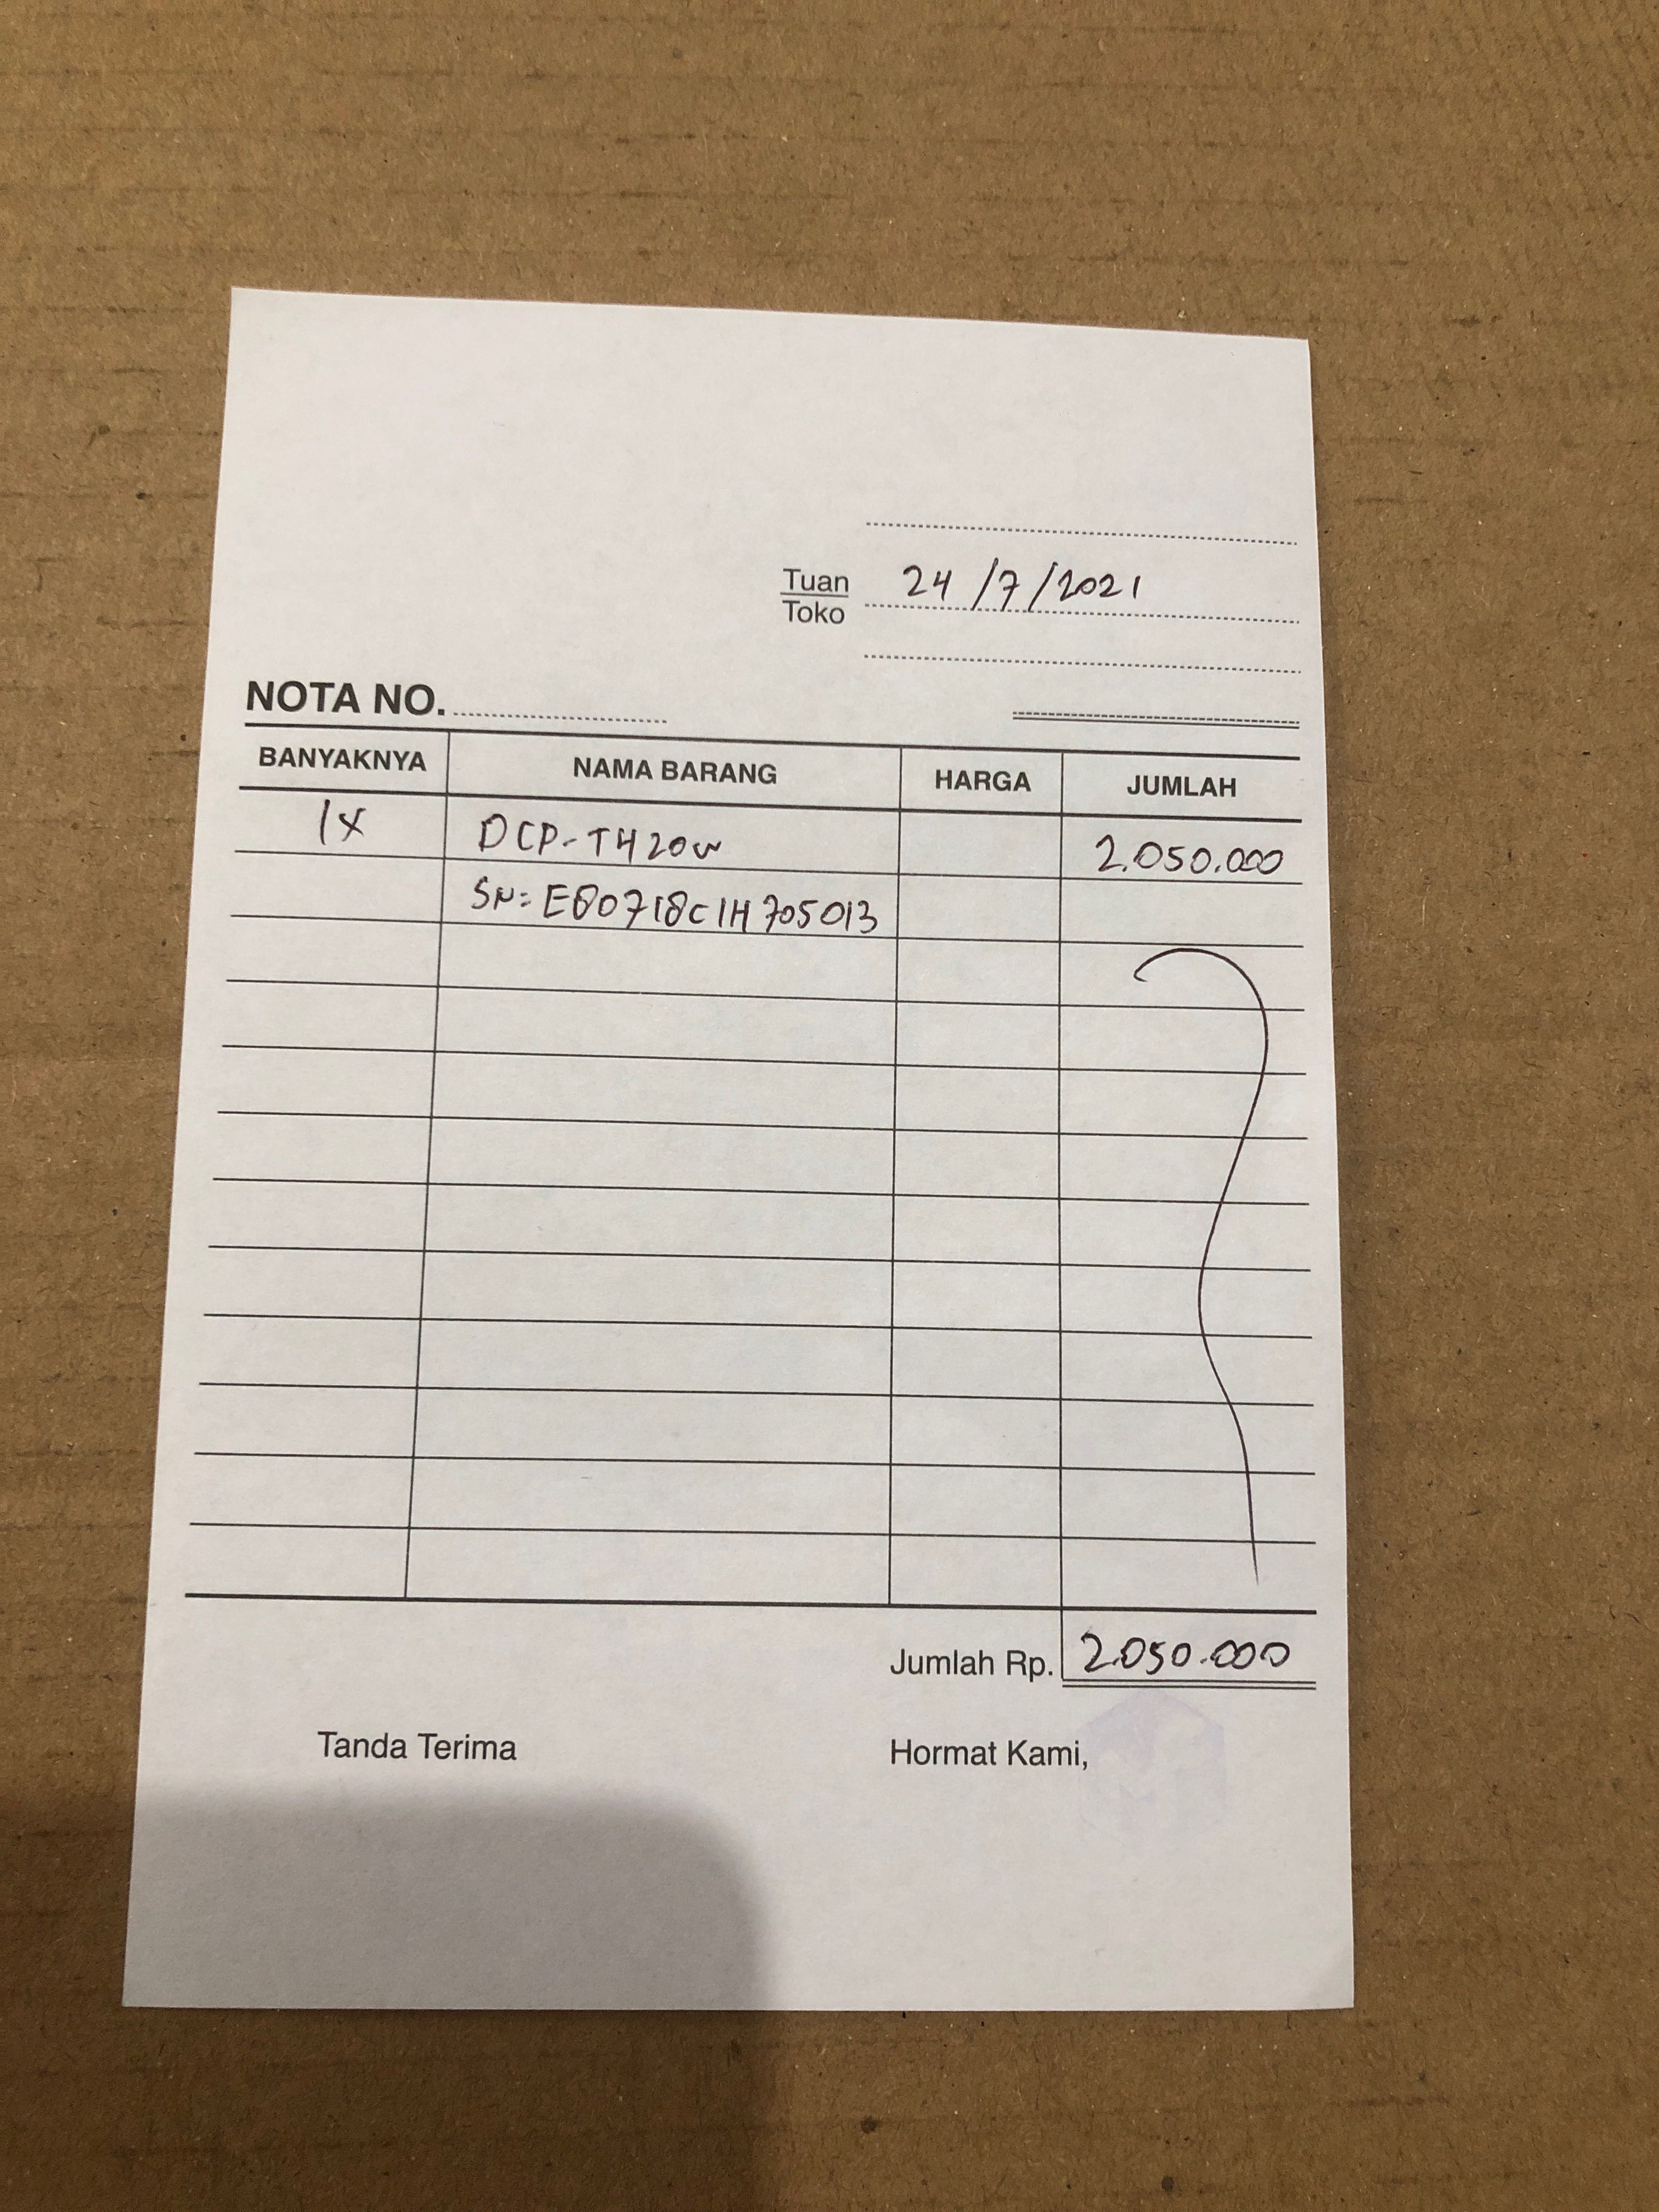 Tuan
Toko
24/7/2021
NOTA NO.
BANYAKNYA NAMA BARANG HARGA JUMLAH
1x DCP-T420W 2.050.000
SN: E80718C1H705013
Jumlah Rp. 2.050.000
Tanda Terima Hormat Kami,